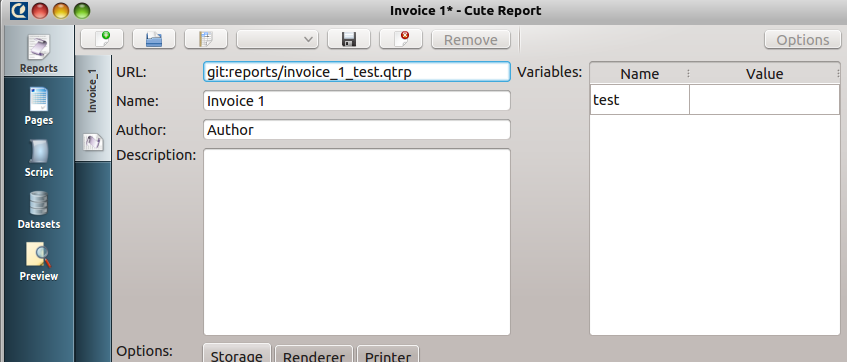 Invoice 1* - Cute Report
Reports
Pages
Script
Datasets
Preview
Invoice_1
Remove
Options
URL: git:reports/invoice_1_test.qtrp
Name: Invoice 1
Author: Author
Description:
Variables:
Name Value
test
Options: Storage Renderer Printer